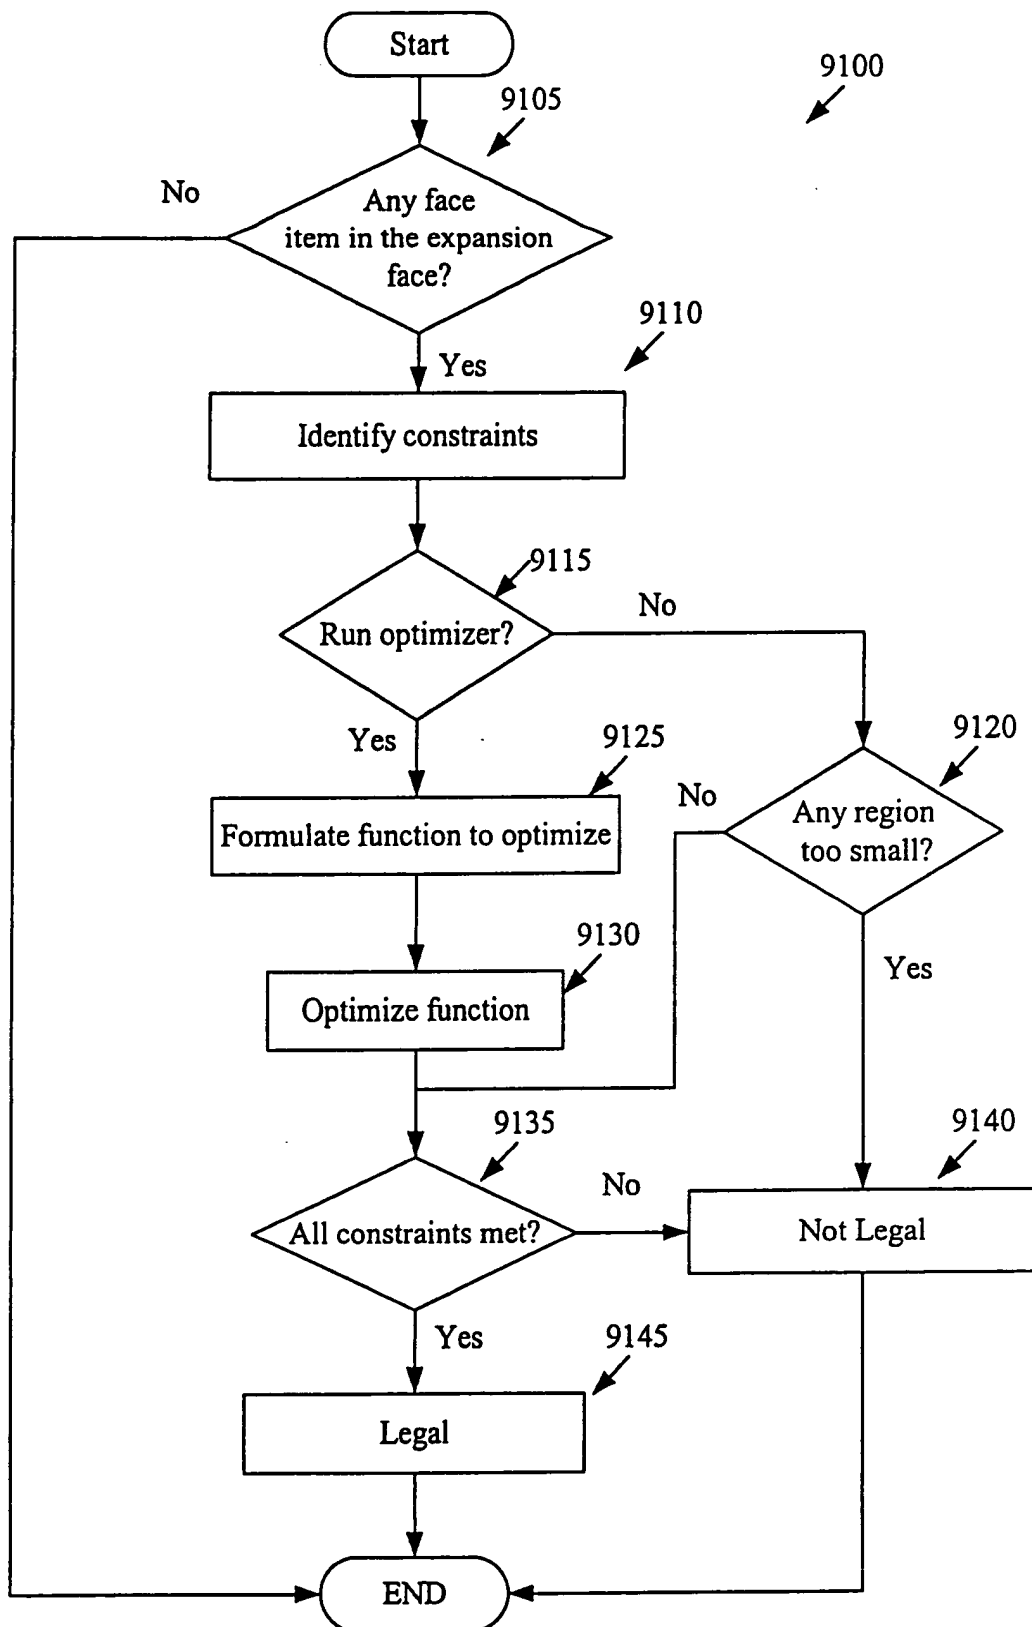 Start
9100
9105
No
Any face
item in the expansion
face?
9110
Yes
Identify constraints
9115
No
Run optimizer?
Yes
9125
9120
No
Any region
too small?
Formulate function to optimize
9130
Yes
Optimize function
9135
9140
No
All constraints met?
Not Legal
Yes
9145
Legal
END